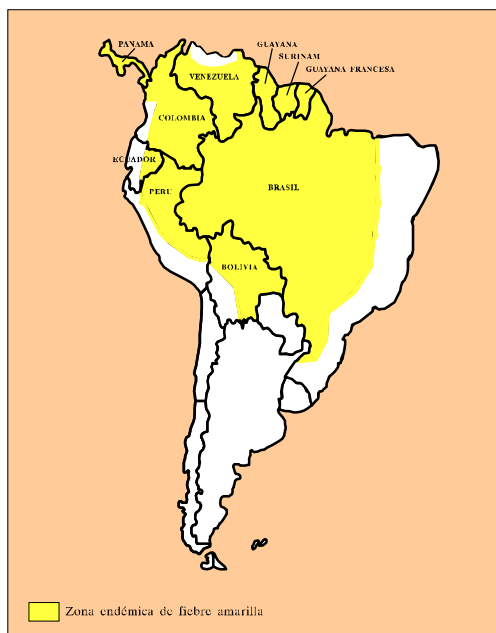 PANAMA
GUAYANA
SURINAM
GUAYANA FRANCESA
VENEZUELA
COLOMBIA
ECUADOR
PERU
BRASIL
BOLIVIA
Zona endémica de fiebre amarilla